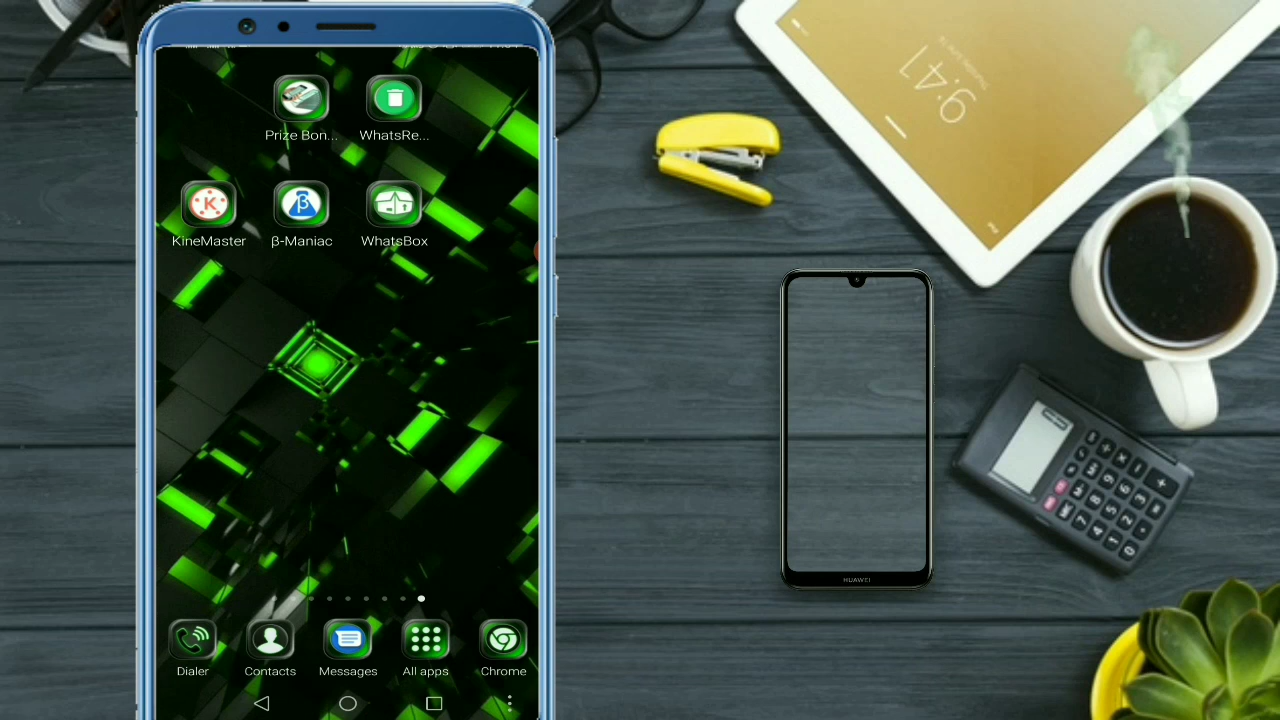 Prize Bon... WhatsRe...
KineMaster β-Maniac WhatsBox
Dialer Contacts Messages All apps Chrome
9:41
HUAWEI